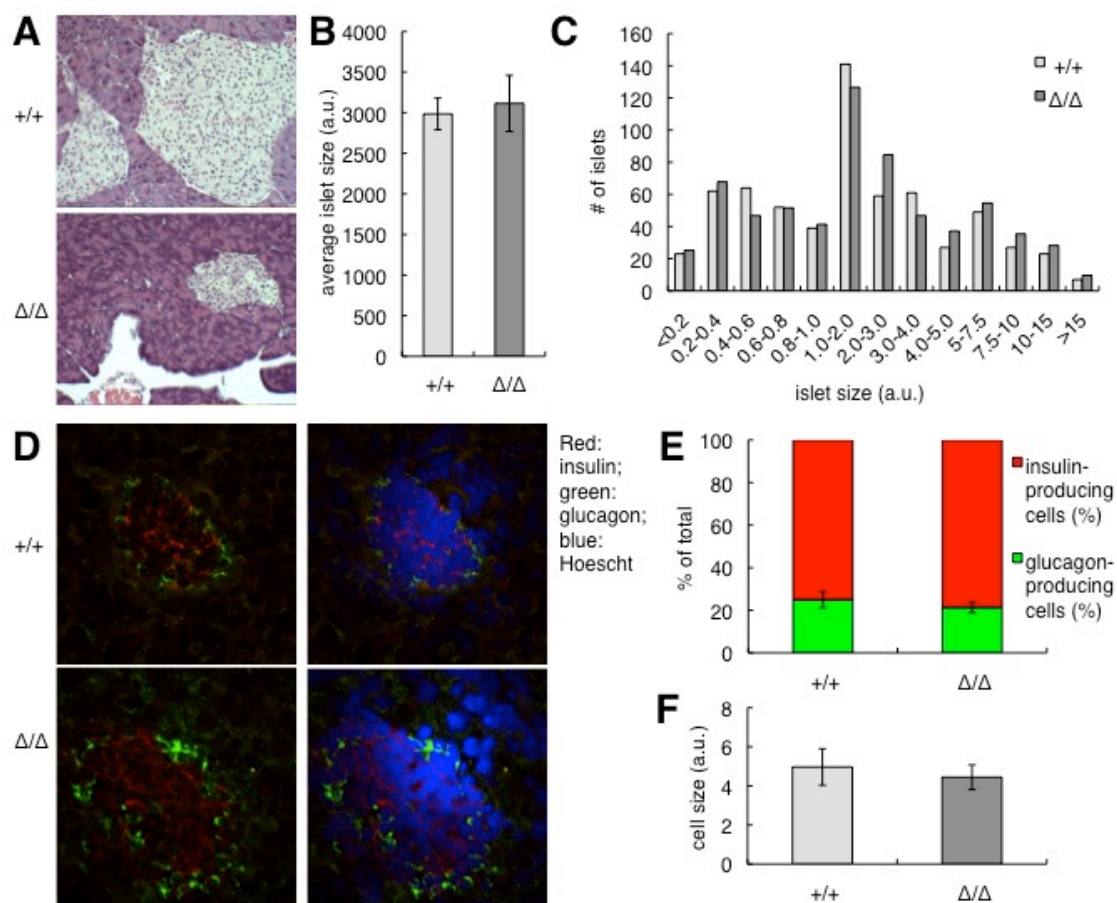 A
+/+
Δ/Δ
B
average islet size (a.u.)
4000
3500
3000
2500
2000
1500
1000
500
0
+/+
Δ/Δ
C
# of islets
160
140
120
100
80
60
40
20
0
+/+
Δ/Δ
<0.2
0.2-0.4
0.4-0.6
0.6-0.8
0.8-1.0
1.0-2.0
2.0-3.0
3.0-4.0
4.0-5.0
5-7.5
7.5-10
10-15
>15
islet size (a.u.)
D
+/+
Δ/Δ
Red:
insulin;
green:
glucagon;
blue:
Hoescht
E
% of total
100
80
60
40
20
0
+/+
Δ/Δ
insulin-
producing
cells (%)
glucagon-
producing
cells (%)
F
cell size (a.u.)
8
6
4
2
0
+/+
Δ/Δ